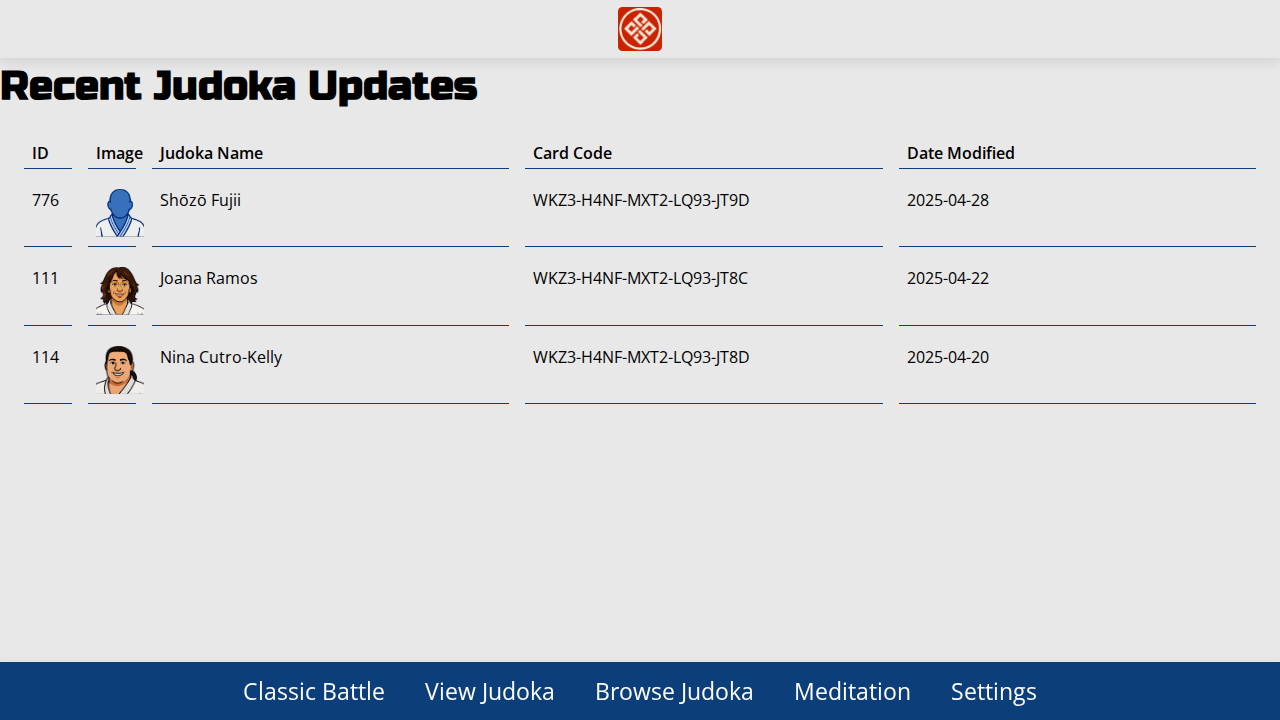 Recent Judoka Updates
ID Image Judoka Name Card Code Date Modified
776 Shōzō Fujii WKZ3-H4NF-MXT2-LQ93-JT9D 2025-04-28
111 Joana Ramos WKZ3-H4NF-MXT2-LQ93-JT8C 2025-04-22
114 Nina Cutro-Kelly WKZ3-H4NF-MXT2-LQ93-JT8D 2025-04-20
Classic Battle View Judoka Browse Judoka Meditation Settings